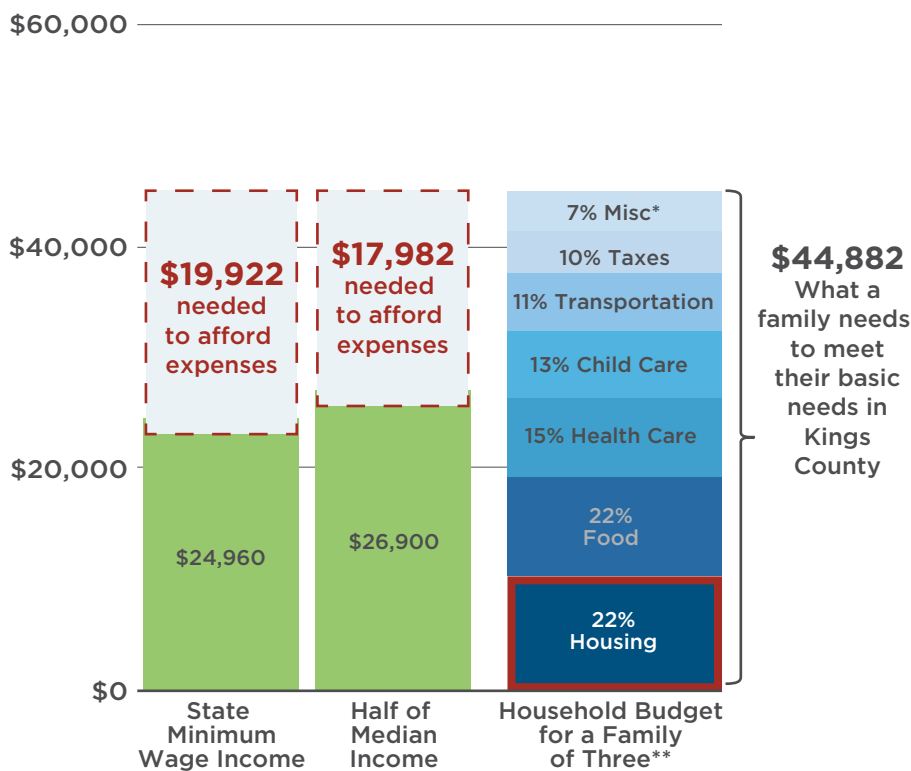 $60,000
$40,000
$20,000
$0
$19,922
needed
to afford
expenses
$24,960
State
Minimum
Wage Income
$17,982
needed
to afford
expenses
$26,900
Half of
Median
Income
7% Misc*
10% Taxes
11% Transportation
13% Child Care
15% Health Care
22%
Food
22%
Housing
Household Budget
for a Family
of Three**
$44,882
What a
family needs
to meet
their basic
needs in
Kings
County